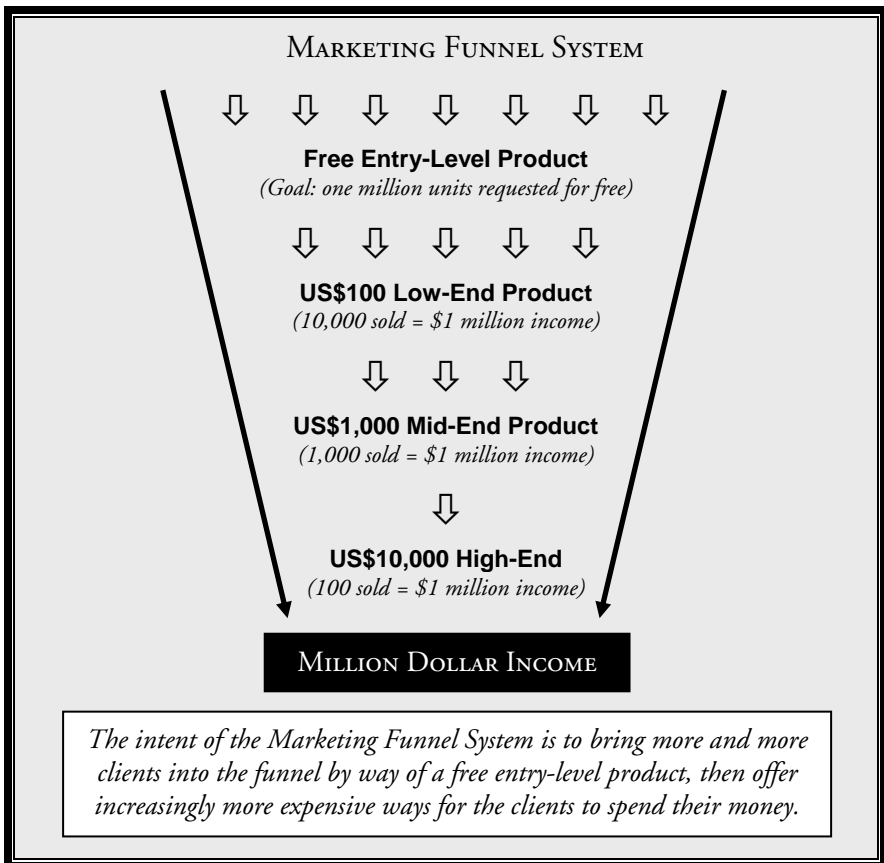 Marketing Funnel System
Free Entry-Level Product
(Goal: one million units requested for free)
US$100 Low-End Product
(10,000 sold = $1 million income)
US$1,000 Mid-End Product
(1,000 sold = $1 million income)
US$10,000 High-End
(100 sold = $1 million income)
Million Dollar Income
The intent of the Marketing Funnel System is to bring more and more
clients into the funnel by way of a free entry-level product, then offer
increasingly more expensive ways for the clients to spend their money.